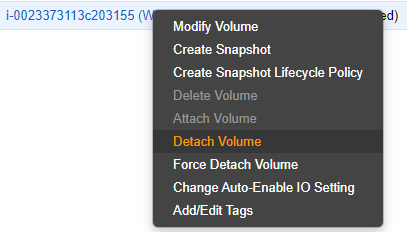 i-0023373113c203155 (W
ed)
Modify Volume
Create Snapshot
Create Snapshot Lifecycle Policy
Delete Volume
Attach Volume
Detach Volume
Force Detach Volume
Change Auto-Enable IO Setting
Add/Edit Tags